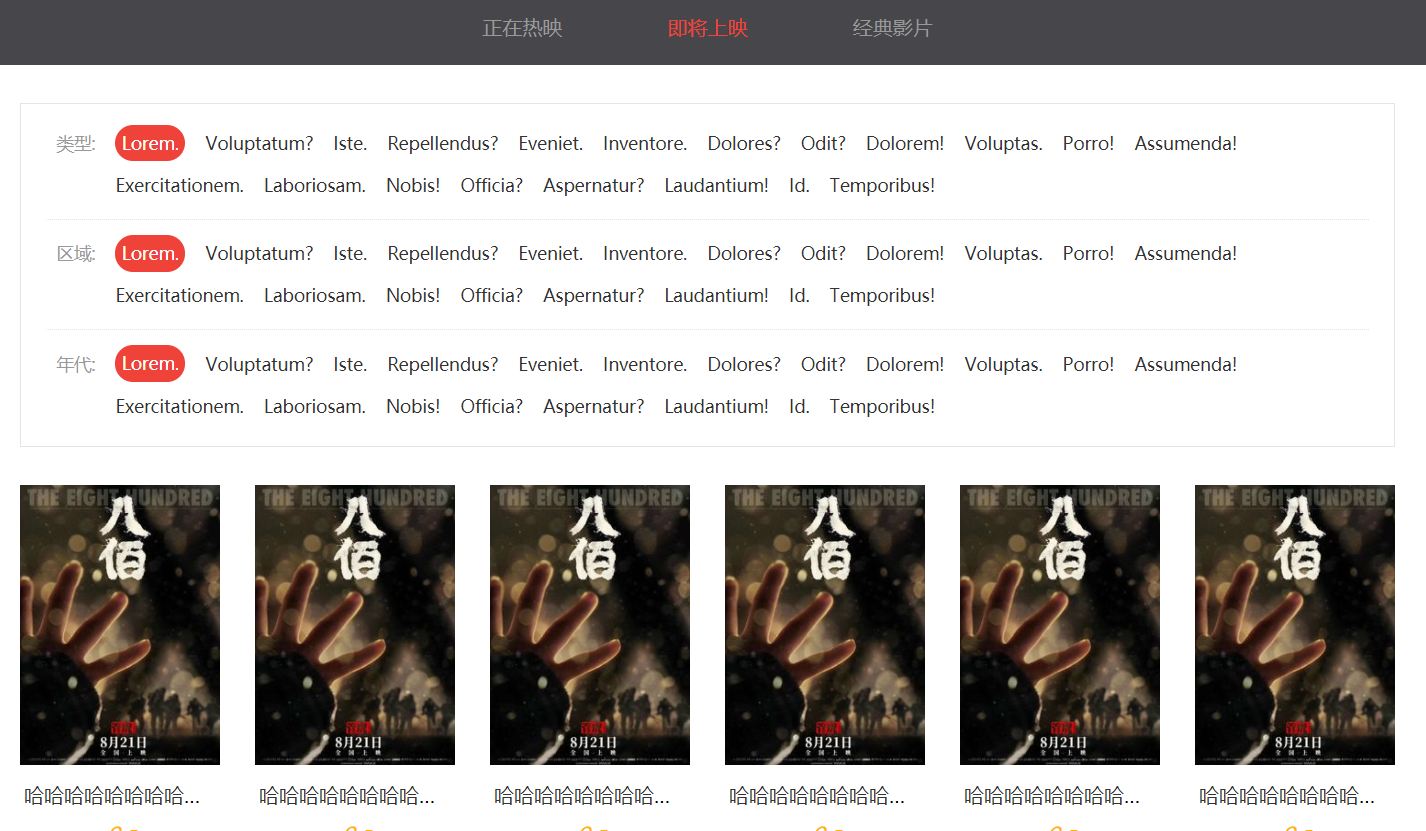 正在热映 即将上映 经典影片
类型: Lorem. Voluptatum? Iste. Repellendus? Eveniet. Inventore. Dolores? Odit? Dolorem! Voluptas. Porro! Assumenda!
Exercitationem. Laboriosam. Nobis! Officia? Aspernatur? Laudantium! Id. Temporibus!
区域: Lorem. Voluptatum? Iste. Repellendus? Eveniet. Inventore. Dolores? Odit? Dolorem! Voluptas. Porro! Assumenda!
Exercitationem. Laboriosam. Nobis! Officia? Aspernatur? Laudantium! Id. Temporibus!
年代: Lorem. Voluptatum? Iste. Repellendus? Eveniet. Inventore. Dolores? Odit? Dolorem! Voluptas. Porro! Assumenda!
Exercitationem. Laboriosam. Nobis! Officia? Aspernatur? Laudantium! Id. Temporibus!
THE EIGHT HUNDRED THE EIGHT HUNDRED THE EIGHT HUNDRED THE EIGHT HUNDRED THE EIGHT HUNDRED THE EIGHT HUNDRED
八佰 八佰 八佰 八佰 八佰 八佰
8月21日 8月21日 8月21日 8月21日 8月21日 8月21日
全国上映 全国上映 全国上映 全国上映 全国上映 全国上映
哈哈哈哈哈哈哈哈... 哈哈哈哈哈哈哈哈... 哈哈哈哈哈哈哈哈... 哈哈哈哈哈哈哈哈... 哈哈哈哈哈哈哈哈... 哈哈哈哈哈哈哈哈...